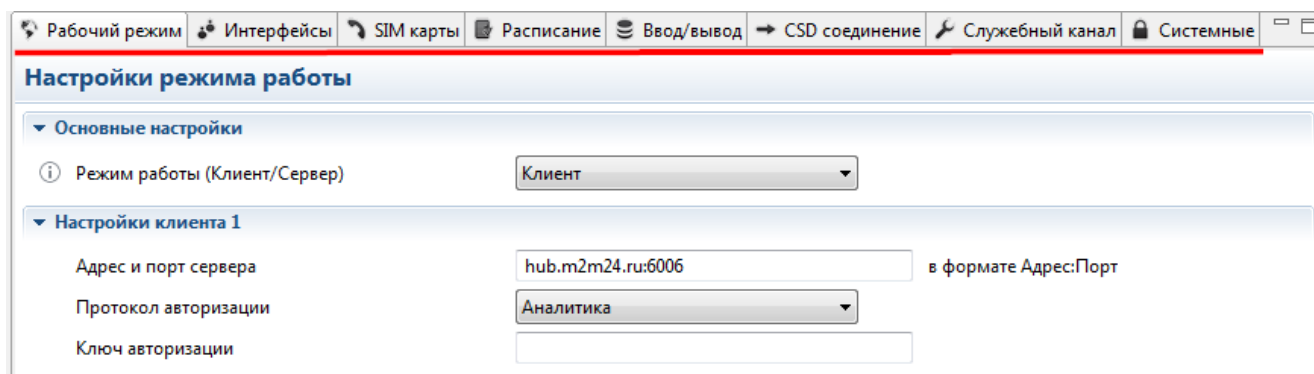 Рабочий режим Интерфейсы SIM карты Расписание Ввод/вывод CSD соединение Служебный канал Системные
Настройки режима работы
Основные настройки
Режим работы (Клиент/Сервер) Клиент
Настройки клиента 1
Адрес и порт сервера hub.m2m24.ru:6006 в формате Адрес:Порт
Протокол авторизации Аналитика
Ключ авторизации